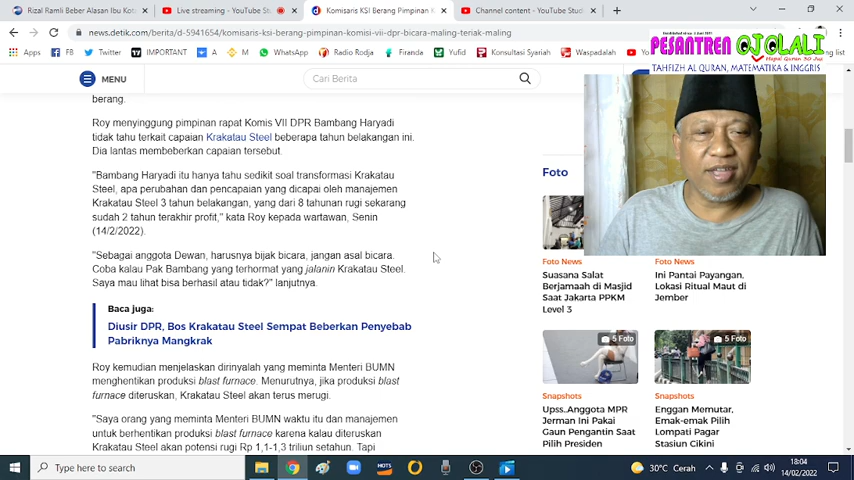 Rizal Ramli Beber Alasan Ibu Kot
Live streaming - YouTube St
Komisaris KSI Berang Pimpinan K
Channel content - YouTube Stud
news.detik.com/berita/d-5941654/komisaris-ksi-berang-pimpinan-komisi-vii-dpr-bicara-maling-teriak-maling
Apps
FB
Twitter
IMPORTANT
A
M
WhatsApp
Radio Rodja
Firanda
Yufid
Konsultasi Syariah
Waspadalah
PESANTREN OJOLALI
Hapal Quran 30 Juz
TAHFIZH AL QURAN, MATEMATIKA & INGGRIS
MENU
Cari Berita
berang.
Roy menyinggung pimpinan rapat Komis VII DPR Bambang Haryadi
tidak tahu terkait capaian Krakatau Steel beberapa tahun belakangan ini.
Dia lantas membeberkan capaian tersebut.
"Bambang Haryadi itu hanya tahu sedikit soal transformasi Krakatau
Steel, apa perubahan dan pencapaian yang dicapai oleh manajemen
Krakatau Steel 3 tahun belakangan, yang dari 8 tahunan rugi sekarang
sudah 2 tahun terakhir profit," kata Roy kepada wartawan, Senin
(14/2/2022).
"Sebagai anggota Dewan, harusnya bijak bicara, jangan asal bicara.
Coba kalau Pak Bambang yang terhormat yang jalanin Krakatau Steel.
Saya mau lihat bisa berhasil atau tidak?" lanjutnya.
Baca juga:
Diusir DPR, Bos Krakatau Steel Sempat Beberkan Penyebab
Pabriknya Mangkrak
Roy kemudian menjelaskan dirinyalah yang meminta Menteri BUMN
menghentikan produksi blast furnace. Menurutnya, jika produksi blast
furnace diteruskan, Krakatau Steel akan terus merugi.
"Saya orang yang meminta Menteri BUMN waktu itu dan manajemen
untuk berhentikan produksi blast furnace karena kalau diteruskan
Krakatau Steel akan potensi rugi Rp 1,1-1,3 triliun setahun. Tapi
Foto
Foto News
Suasana Salat
Berjamaah di Masjid
Saat Jakarta PPKM
Level 3
Foto News
Ini Pantai Payangan,
Lokasi Ritual Maut di
Jember
5 Foto
Snapshots
Upss..Anggota MPR
Jerman Ini Pakai
Gaun Pengantin Saat
Pilih Presiden
5 Foto
Snapshots
Enggan Memutar,
Emak-emak Pilih
Lompati Pagar
Stasiun Cikini
Type here to search
HOTS
30°C Cerah
18:04
14/02/2022